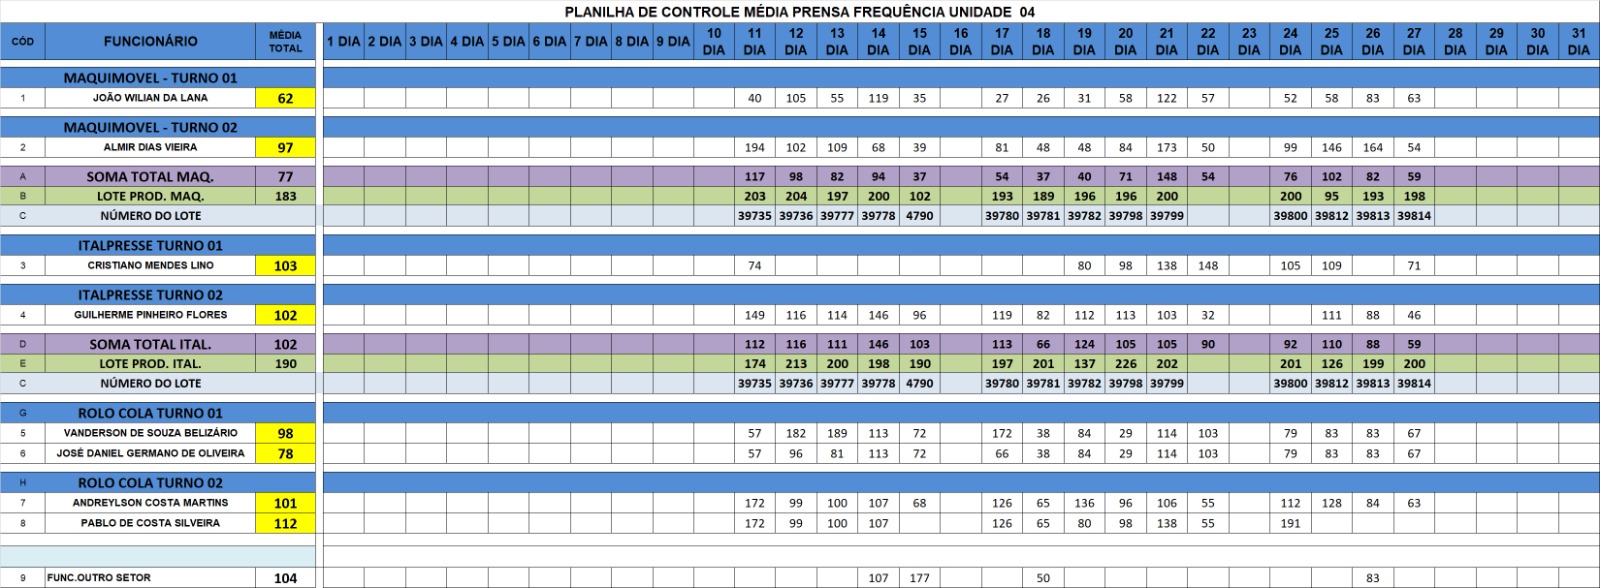 PLANILHA DE CONTROLE MÉDIA PRENSA FREQUÊNCIA UNIDADE 04
CÓD FUNCIONÁRIO MÉDIA TOTAL 1 DIA 2 DIA 3 DIA 4 DIA 5 DIA 6 DIA 7 DIA 8 DIA 9 DIA 10 DIA 11 DIA 12 DIA 13 DIA 14 DIA 15 DIA 16 DIA 17 DIA 18 DIA 19 DIA 20 DIA 21 DIA 22 DIA 23 DIA 24 DIA 25 DIA 26 DIA 27 DIA 28 DIA 29 DIA 30 DIA 31 DIA
MAQUIMOVEL - TURNO 01
1 JOÃO WILIAN DA LANA 62 40 105 55 119 35 27 26 31 58 122 57 52 58 83 63
MAQUIMOVEL - TURNO 02
2 ALMIR DIAS VIEIRA 97 194 102 109 68 39 81 48 48 84 173 50 99 146 164 54
A SOMA TOTAL MAQ. 77 117 98 82 94 37 54 37 40 71 148 54 76 102 82 59
B LOTE PROD. MAQ. 183 203 204 197 200 102 193 189 196 196 200 200 95 193 198
C NÚMERO DO LOTE 39735 39736 39777 39778 4790 39780 39781 39782 39798 39799 39800 39812 39813 39814
ITALPRESSE TURNO 01
3 CRISTIANO MENDES LINO 103 74 80 98 138 148 105 109 71
ITALPRESSE TURNO 02
4 GUILHERME PINHEIRO FLORES 102 149 116 114 146 96 119 82 112 113 103 32 111 88 46
D SOMA TOTAL ITAL. 102 112 116 111 146 103 113 66 124 105 105 90 92 110 88 59
E LOTE PROD. ITAL. 190 174 213 200 198 190 197 201 137 226 202 201 126 199 200
C NÚMERO DO LOTE 39735 39736 39777 39778 4790 39780 39781 39782 39798 39799 39800 39812 39813 39814
G ROLO COLA TURNO 01
5 VANDERSON DE SOUZA BELIZÁRIO 98 57 182 189 113 72 172 38 84 29 114 103 79 83 83 67
6 JOSÉ DANIEL GERMANO DE OLIVEIRA 78 57 96 81 113 72 66 38 84 29 114 103 79 83 83 67
H ROLO COLA TURNO 02
7 ANDREYLSON COSTA MARTINS 101 172 99 100 107 68 126 65 136 96 106 55 112 128 84 63
8 PABLO DE COSTA SILVEIRA 112 172 99 100 107 126 65 80 98 138 55 191
9 FUNC.OUTRO SETOR 104 107 177 50 83